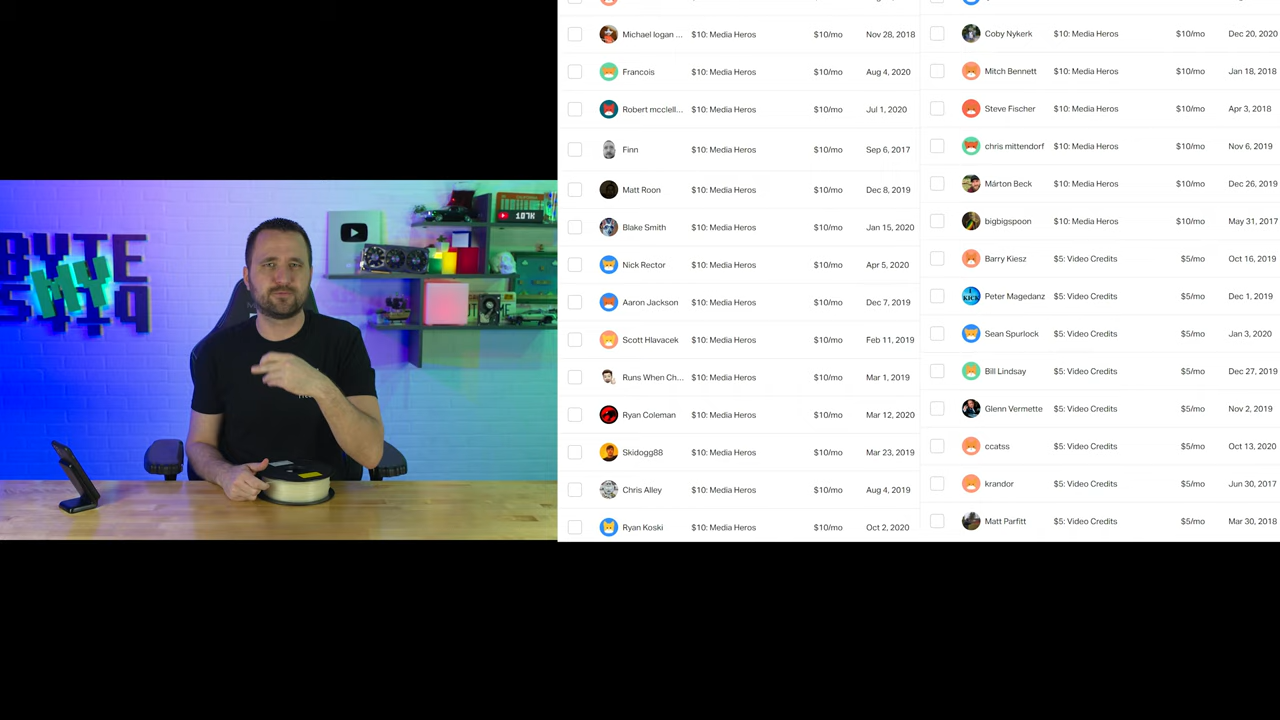 BYTE
MY
107K
Michael logan ... $10: Media Heros $10/mo Nov 28, 2018
Francois $10: Media Heros $10/mo Aug 4, 2020
Robert mcclell... $10: Media Heros $10/mo Jul 1, 2020
Finn $10: Media Heros $10/mo Sep 6, 2017
Matt Roon $10: Media Heros $10/mo Dec 8, 2019
Blake Smith $10: Media Heros $10/mo Jan 15, 2020
Nick Rector $10: Media Heros $10/mo Apr 5, 2020
Aaron Jackson $10: Media Heros $10/mo Dec 7, 2019
Scott Hlavacek $10: Media Heros $10/mo Feb 11, 2019
Runs When Ch... $10: Media Heros $10/mo Mar 1, 2019
Ryan Coleman $10: Media Heros $10/mo Mar 12, 2020
Skidogg88 $10: Media Heros $10/mo Mar 23, 2019
Chris Alley $10: Media Heros $10/mo Aug 4, 2019
Ryan Koski $10: Media Heros $10/mo Oct 2, 2020
Coby Nykerk $10: Media Heros $10/mo Dec 20, 2020
Mitch Bennett $10: Media Heros $10/mo Jan 18, 2018
Steve Fischer $10: Media Heros $10/mo Apr 3, 2018
chris mittendorf $10: Media Heros $10/mo Nov 6, 2019
Márton Beck $10: Media Heros $10/mo Dec 26, 2019
bigbigspoon $10: Media Heros $10/mo May 31, 2017
Barry Kiesz $5: Video Credits $5/mo Oct 16, 2019
Peter Magedanz $5: Video Credits $5/mo Dec 1, 2019
Sean Spurlock $5: Video Credits $5/mo Jan 3, 2020
Bill Lindsay $5: Video Credits $5/mo Dec 27, 2019
Glenn Vermette $5: Video Credits $5/mo Nov 2, 2019
ccatss $5: Video Credits $5/mo Oct 13, 2020
krandor $5: Video Credits $5/mo Jun 30, 2017
Matt Parfitt $5: Video Credits $5/mo Mar 30, 2018